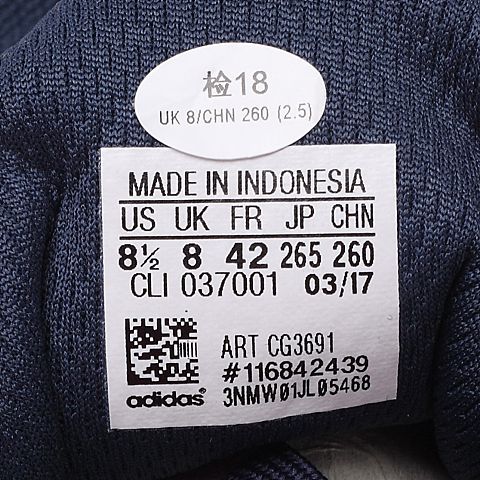 检18
UK 8/CHN 260 (2.5)
MADE IN INDONESIA
US UK FR JP CHN
8½ 8 42 265 260
CLI 037001 03/17
ART CG3691
#116842439
adidas® 3NMW01JL05468